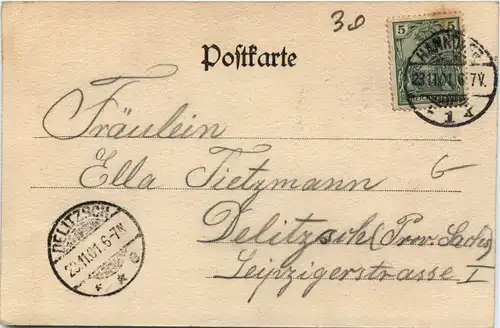 30
5
Postkarte
HANNOVER
23.11.01.6-7V.
* 1 *
Fräulein
Ella Tietzmann
G
Delitzsch (Prov. Sachs)
Leipzigerstrasse I
DELITZSCH
23.11.01.6-7N